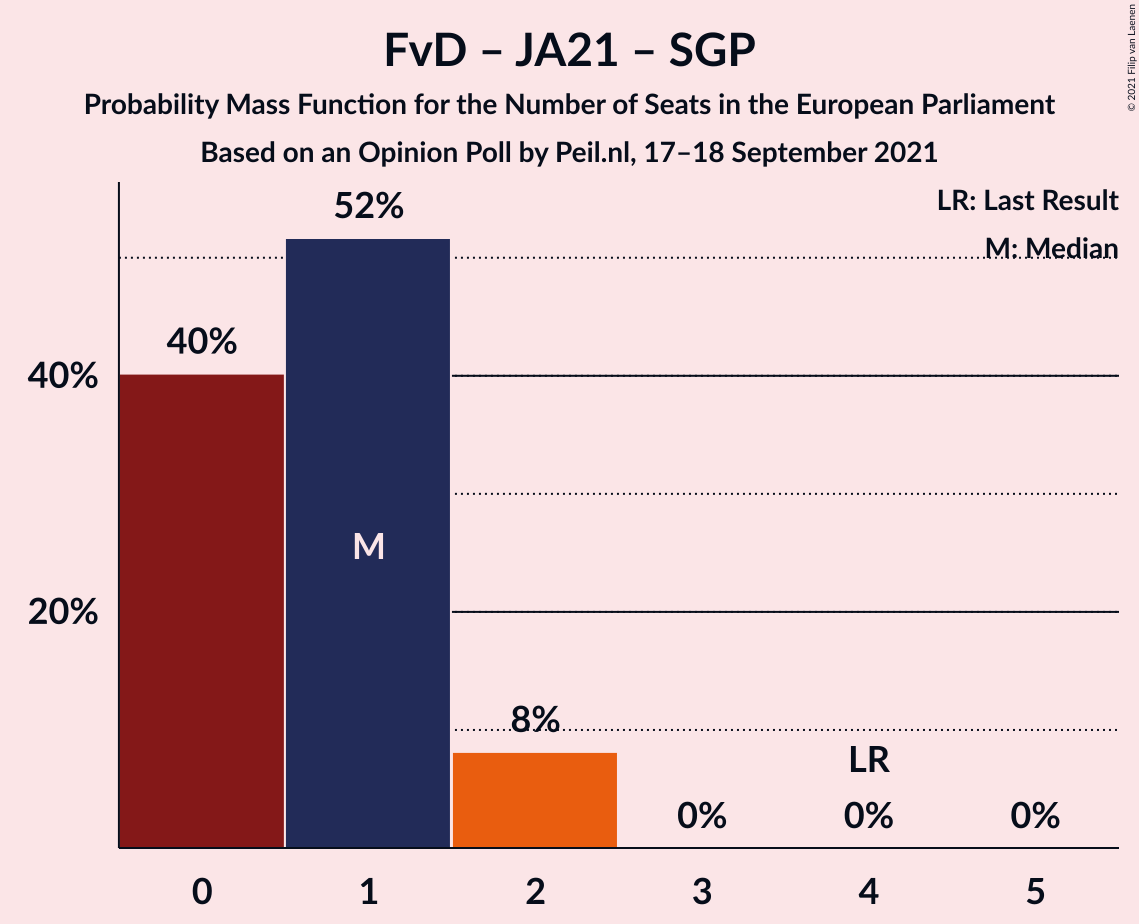 FvD – JA21 – SGP
Probability Mass Function for the Number of Seats in the European Parliament
Based on an Opinion Poll by Peil.nl, 17–18 September 2021
© 2021 Filip van Laenen
LR: Last Result
M: Median
52%
40%
40%
M
20%
8%
LR
0%
0%
0%
0
1
2
3
4
5